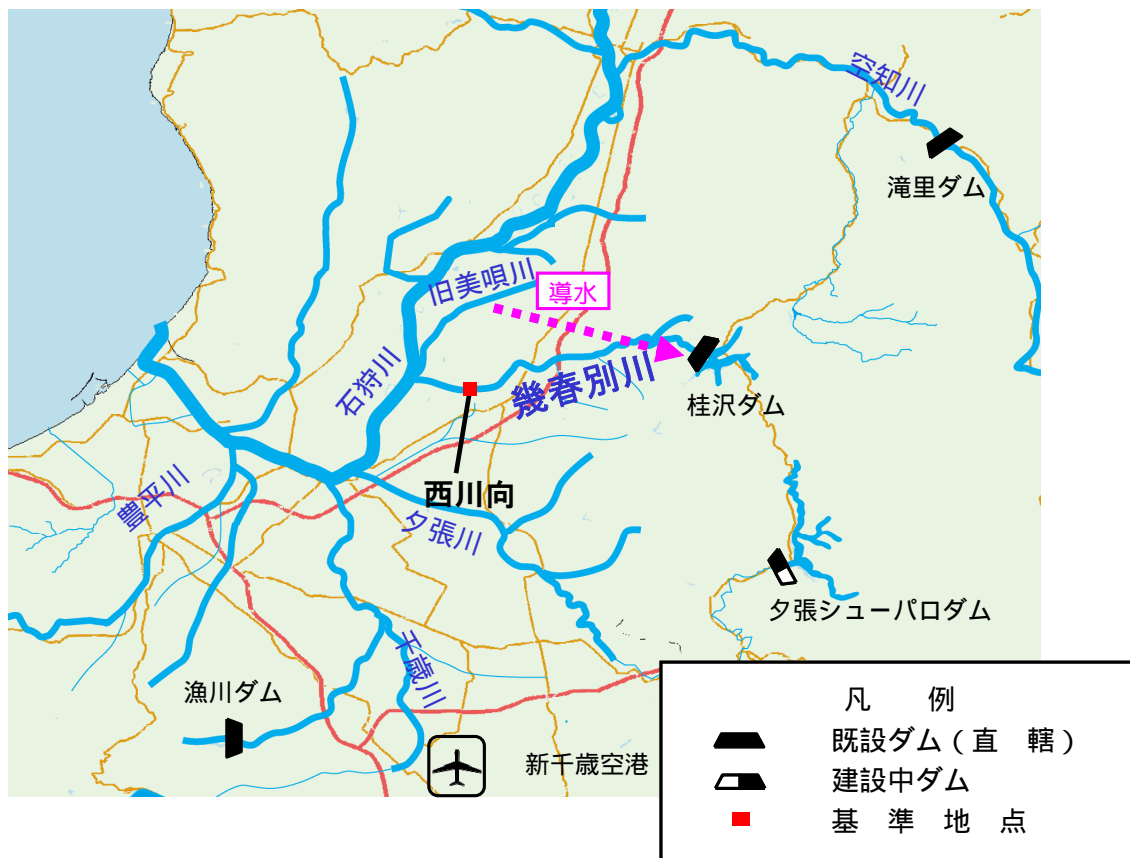 空知川
滝里ダム
旧美唄川
導水
石狩川
幾春別川
桂沢ダム
豊平川
西川向
夕張川
夕張シューパロダム
千歳川
漁川ダム
新千歳空港
凡 例
既設ダム(直 轄)
建設中ダム
基 準 地 点